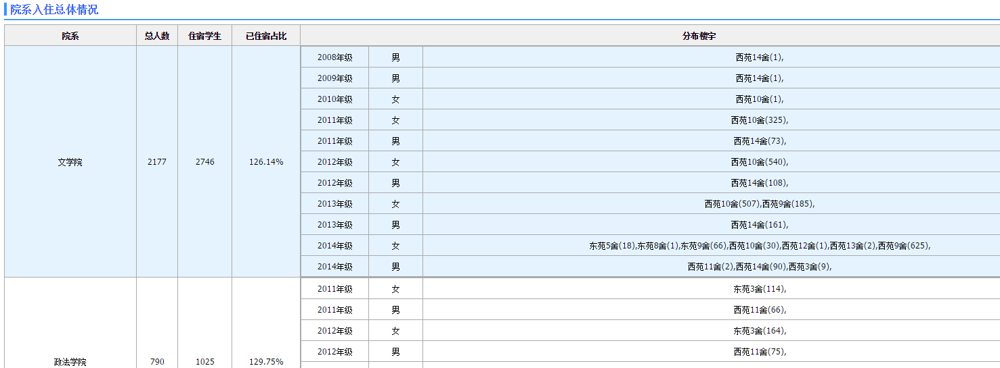 院系入住总体情况
院系 总人数 住宿学生 已住宿占比 分布楼宇
2008年级 男 西苑14舍(1),
2009年级 男 西苑14舍(1),
2010年级 女 西苑10舍(1),
2011年级 女 西苑10舍(325),
2011年级 男 西苑14舍(73),
文学院 2177 2746 126.14% 2012年级 女 西苑10舍(540),
2012年级 男 西苑14舍(108),
2013年级 女 西苑10舍(507),西苑9舍(185),
2013年级 男 西苑14舍(161),
2014年级 女 东苑5舍(18),东苑8舍(1),东苑9舍(66),西苑10舍(30),西苑12舍(1),西苑13舍(2),西苑9舍(625),
2014年级 男 西苑11舍(2),西苑14舍(90),西苑3舍(9),
2011年级 女 东苑3舍(114),
2011年级 男 西苑11舍(66),
2012年级 女 东苑3舍(164),
2012年级 男 西苑11舍(75),
政法学院 790 1025 129.75%